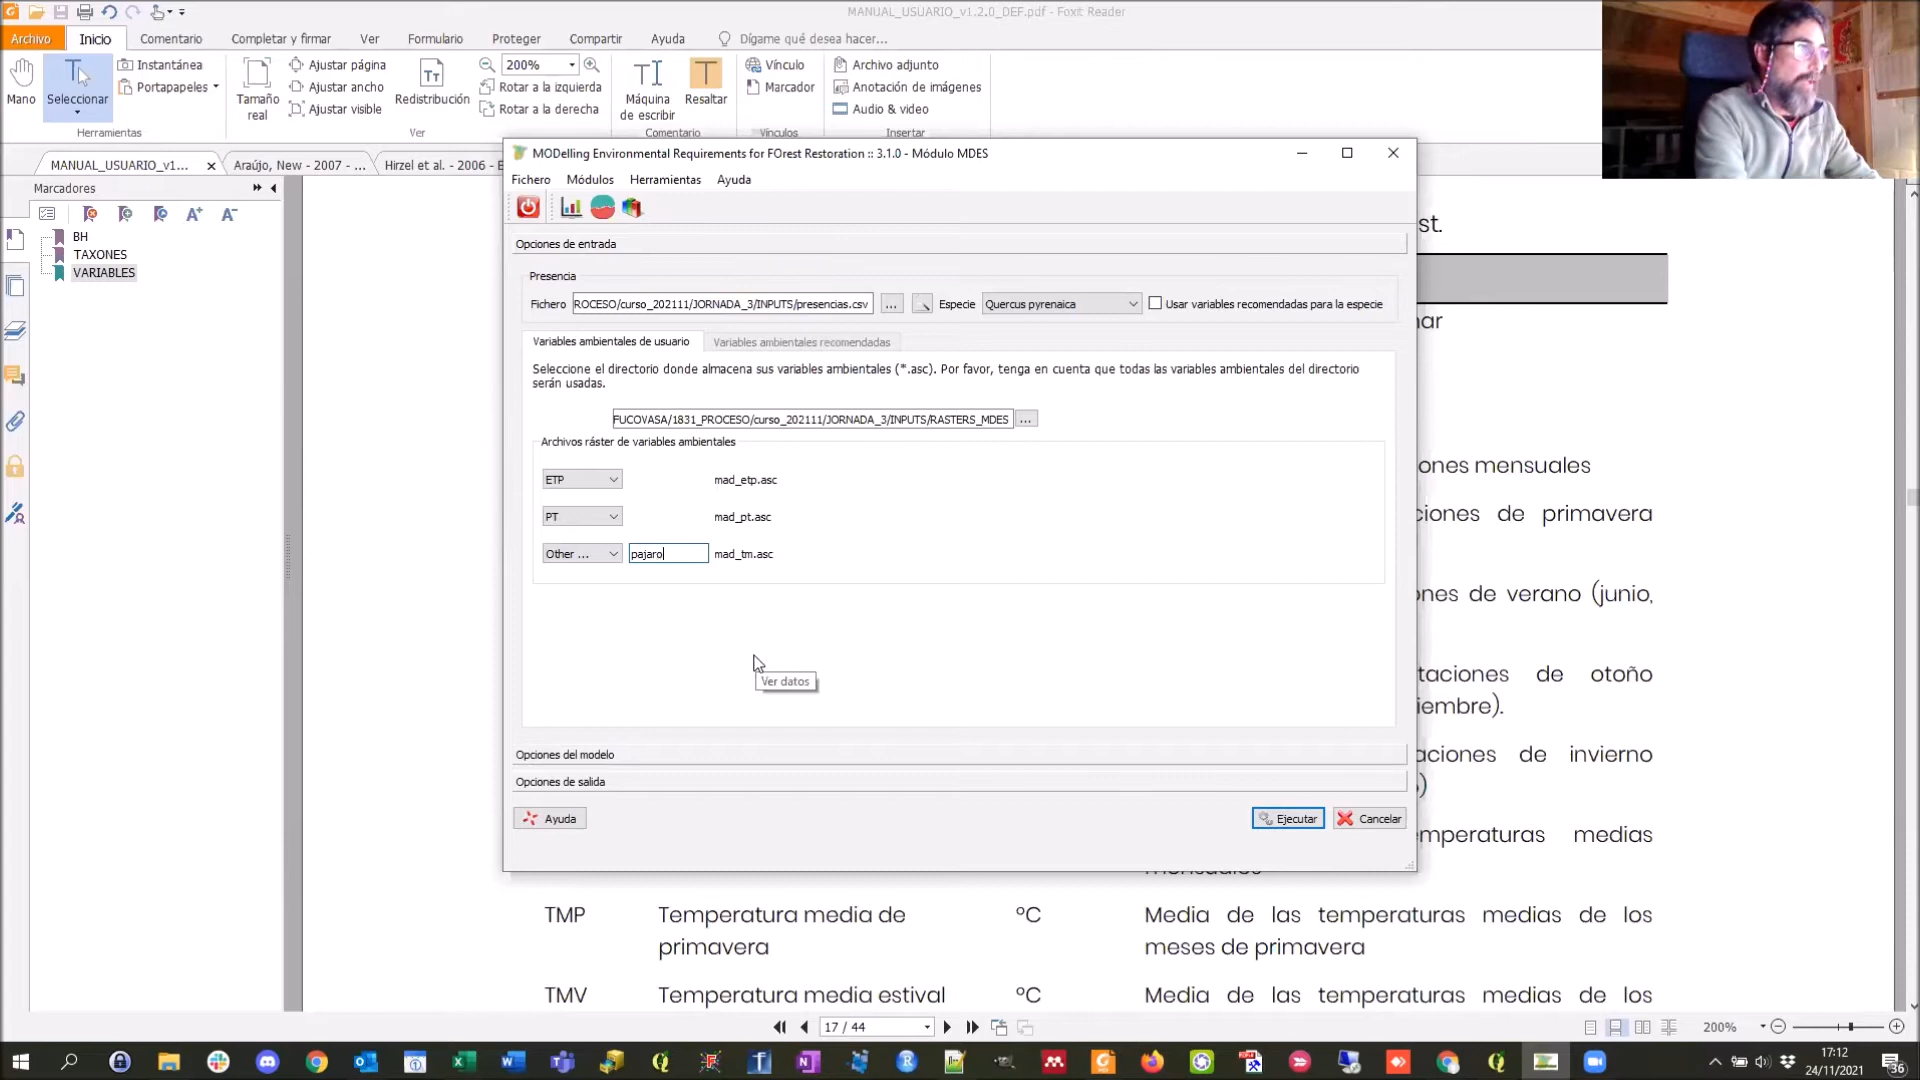 MANUAL_USUARIO_v1.2.0_DEF.pdf - Foxit Reader
Archivo Inicio Comentario Completar y firmar Ver Formulario Proteger Compartir Ayuda Dígame qué desea hacer...
Mano
Seleccionar
Instantánea
Portapapeles
Herramientas
Tamaño real
Ajustar página
Ajustar ancho
Ajustar visible
Redistribución
200%
Rotar a la izquierda
Rotar a la derecha
Ver
Máquina de escribir
Resaltar
Comentario
Vínculo
Marcador
Vínculos
Archivo adjunto
Anotación de imágenes
Audio & video
Insertar
MANUAL_USUARIO_v1... Araújo, New - 2007 - ... Hirzel et al. - 2006 - E
Marcadores
BH
TAXONES
VARIABLES
MODelling Environmental Requirements for FOrest Restoration :: 3.1.0 - Módulo MDES
Fichero Módulos Herramientas Ayuda
Opciones de entrada
Presencia
Fichero ROCESO/curso_202111/JORNADA_3/INPUTS/presencias.csv ... Especie Quercus pyrenaica Usar variables recomendadas para la especie
Variables ambientales de usuario Variables ambientales recomendadas
Seleccione el directorio donde almacena sus variables ambientales (*.asc). Por favor, tenga en cuenta que todas las variables ambientales del directorio
serán usadas.
FUCOVASA/1831_PROCESO/curso_202111/JORNADA_3/INPUTS/RASTERS_MDES ...
Archivos ráster de variables ambientales
ETP mad_etp.asc
PT mad_pt.asc
Other ... pajaro mad_tm.asc
Ver datos
Opciones del modelo
Opciones de salida
Ayuda Ejecutar Cancelar
st.
nar
ones mensuales
ciones de primavera
ones de verano (junio,
taciones de otoño
iembre).
aciones de invierno
)
emperaturas medias
mensuales
TMP Temperatura media de primavera ºC Media de las temperaturas medias de los meses de primavera
TMV Temperatura media estival ºC Media de las temperaturas medias de los
17 / 44
200%
17:12
24/11/2021
36